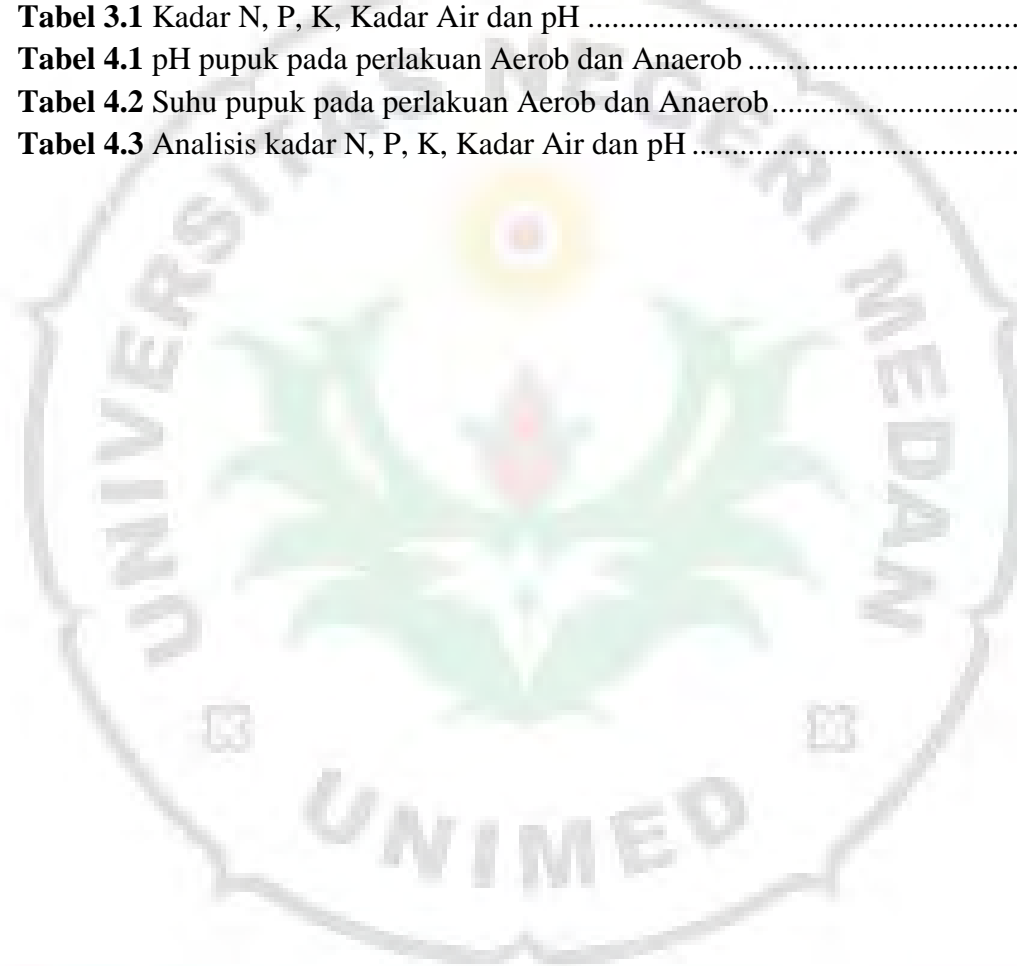 Tabel 3.1 Kadar N, P, K, Kadar Air dan pH ......................................................
Tabel 4.1 pH pupuk pada perlakuan Aerob dan Anaerob ..................................
Tabel 4.2 Suhu pupuk pada perlakuan Aerob dan Anaerob...............................
Tabel 4.3 Analisis kadar N, P, K, Kadar Air dan pH .........................................
UNIVERSITAS NEGERI MEDAN
UNIMED